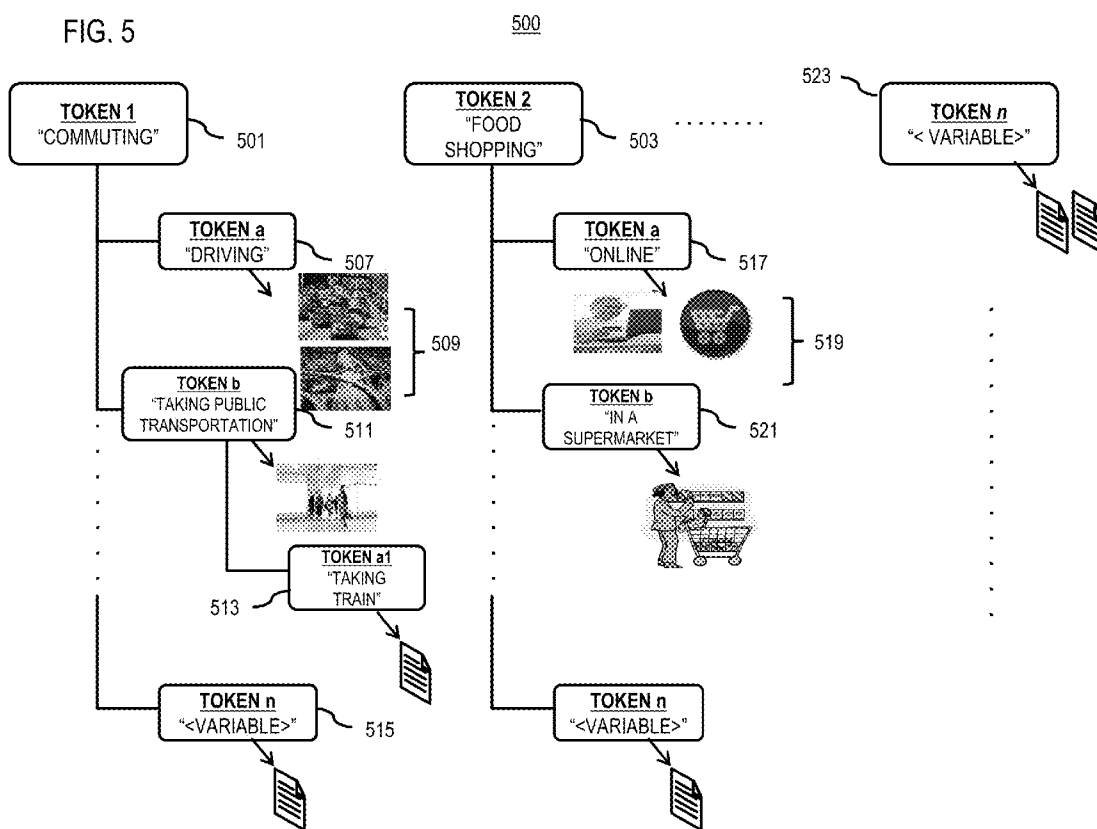 FIG. 5
500
TOKEN 1
“COMMUTING”
501
TOKEN 2
“FOOD
SHOPPING”
503
. . . . . . . .
523
TOKEN n
“< VARIABLE>”
TOKEN a
“DRIVING”
507
509
TOKEN b
“TAKING PUBLIC
TRANSPORTATION”
511
TOKEN a1
“TAKING
TRAIN”
513
TOKEN n
“<VARIABLE>”
515
TOKEN a
“ONLINE”
517
519
TOKEN b
“IN A
SUPERMARKET”
521
TOKEN n
“<VARIABLE>”